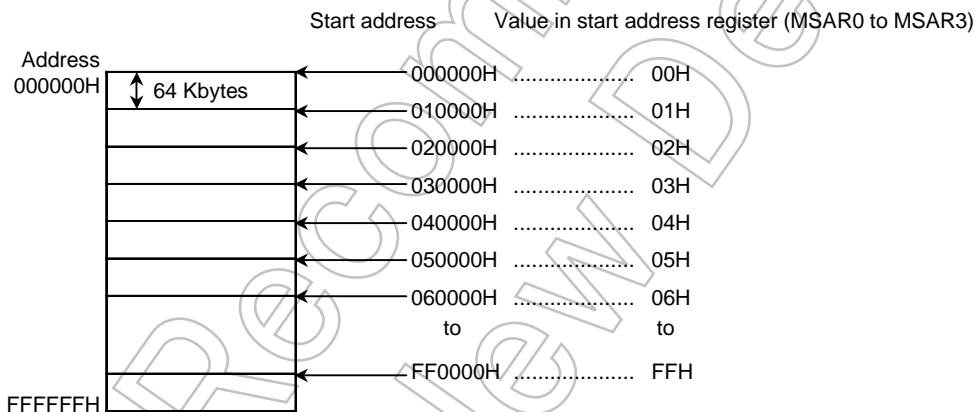 Start address Value in start address register (MSAR0 to MSAR3)
Address
000000H
64 Kbytes
000000H .................... 00H
010000H .................... 01H
020000H .................... 02H
030000H .................... 03H
040000H .................... 04H
050000H .................... 05H
060000H .................... 06H
to to
FF0000H .................... FFH
FFFFFFH